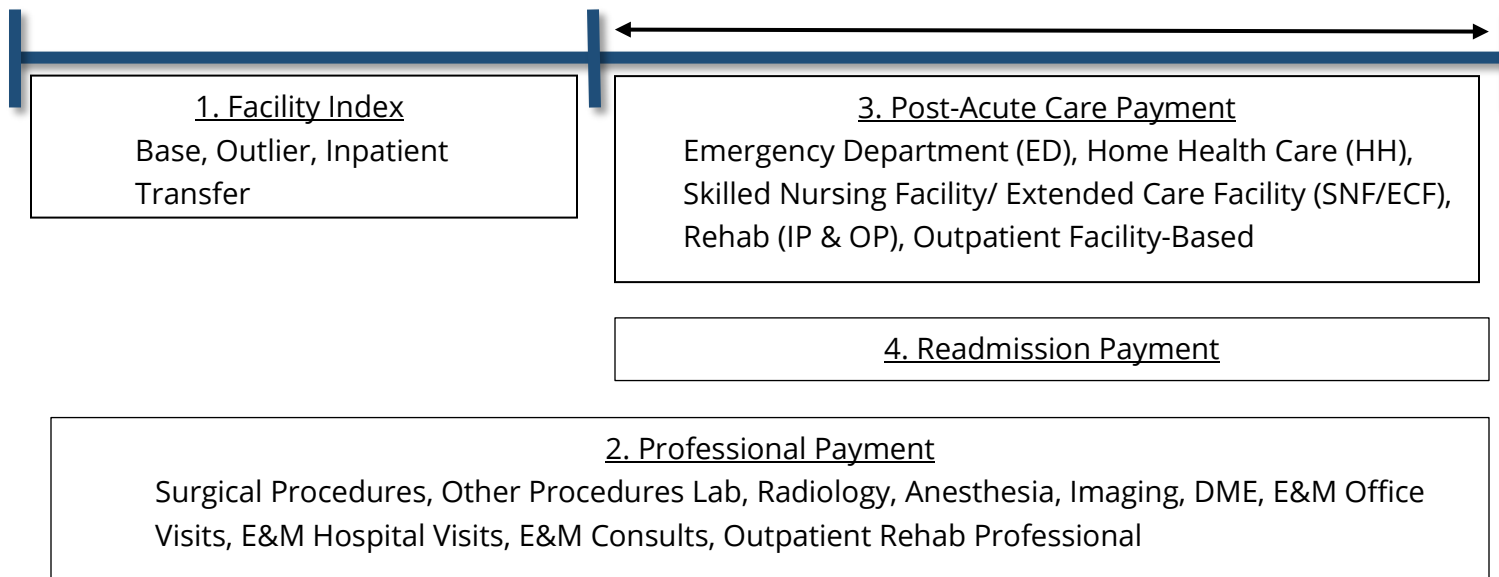 1. Facility Index
Base, Outlier, Inpatient
Transfer
3. Post-Acute Care Payment
Emergency Department (ED), Home Health Care (HH),
Skilled Nursing Facility/ Extended Care Facility (SNF/ECF),
Rehab (IP & OP), Outpatient Facility-Based
4. Readmission Payment
2. Professional Payment
Surgical Procedures, Other Procedures Lab, Radiology, Anesthesia, Imaging, DME, E&M Office
Visits, E&M Hospital Visits, E&M Consults, Outpatient Rehab Professional